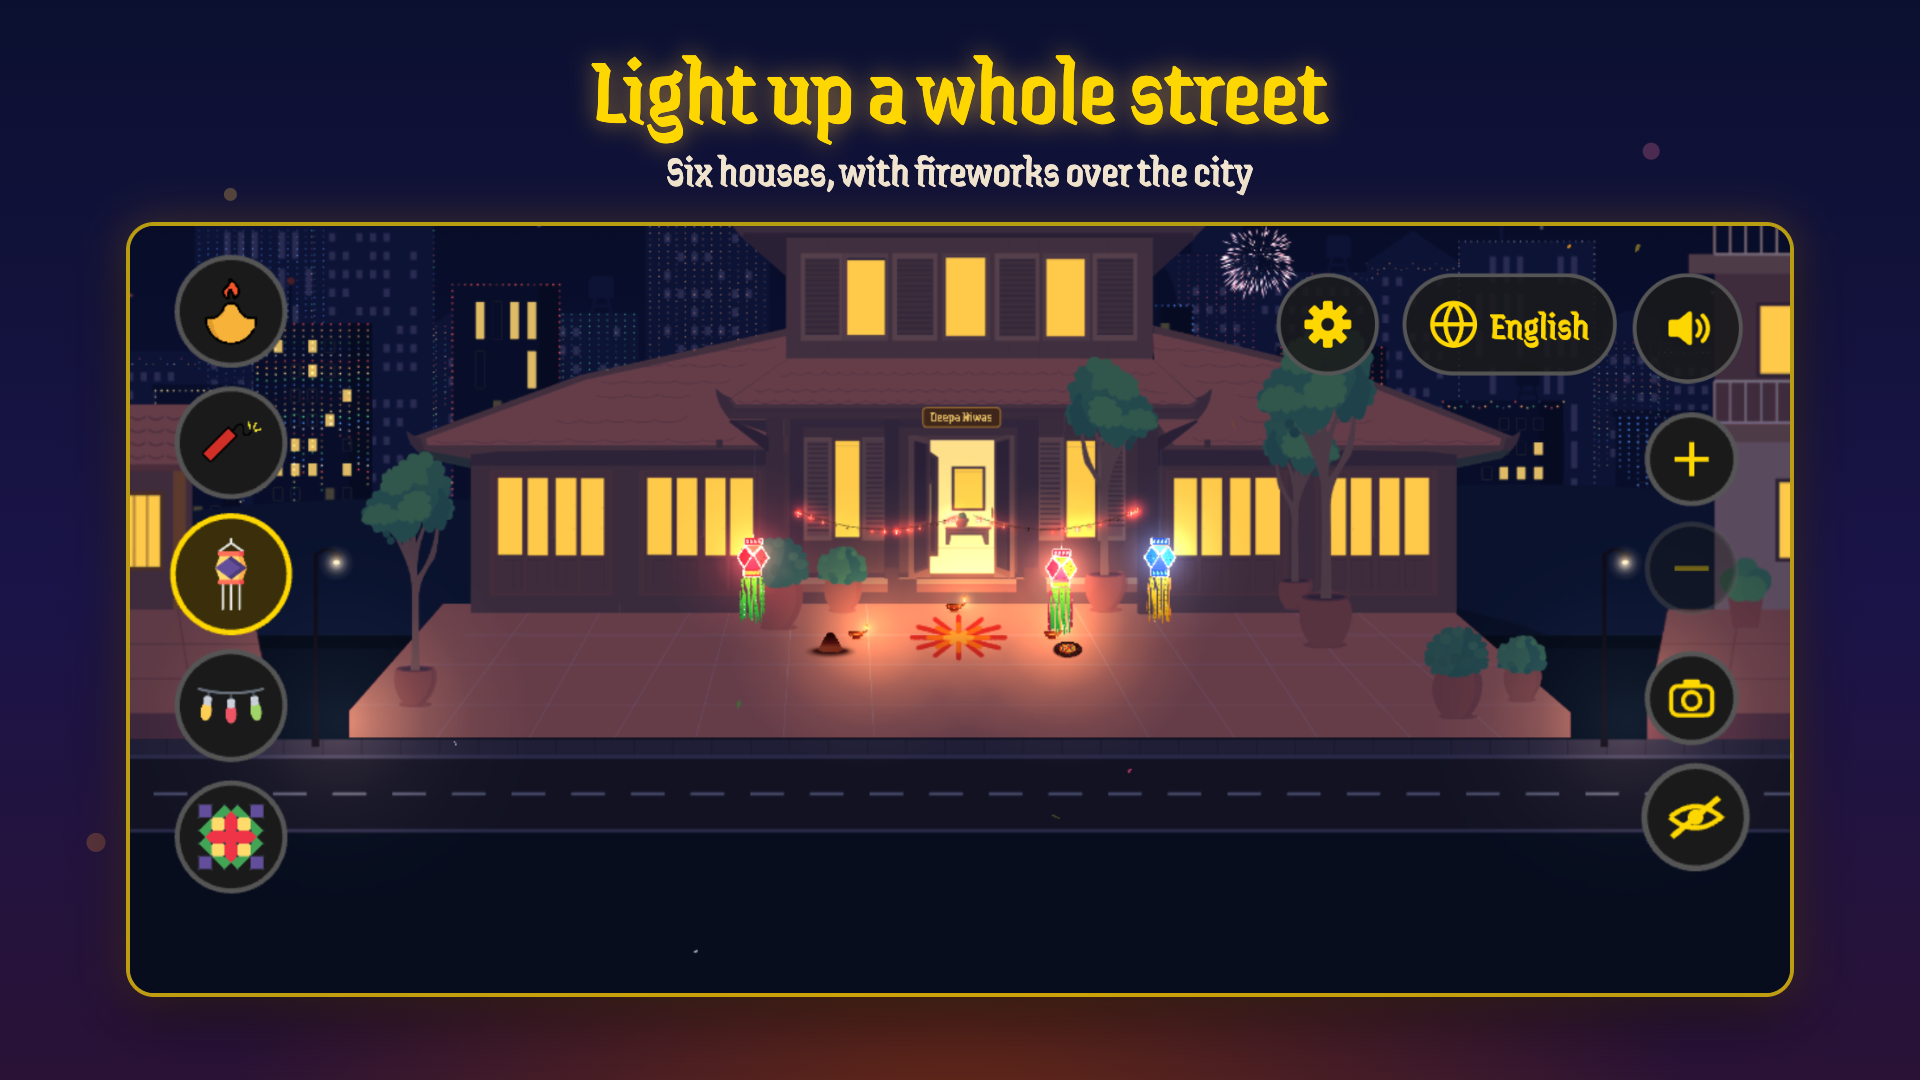 Light up a whole street
Six houses, with fireworks over the city
English
Deepa Niwas